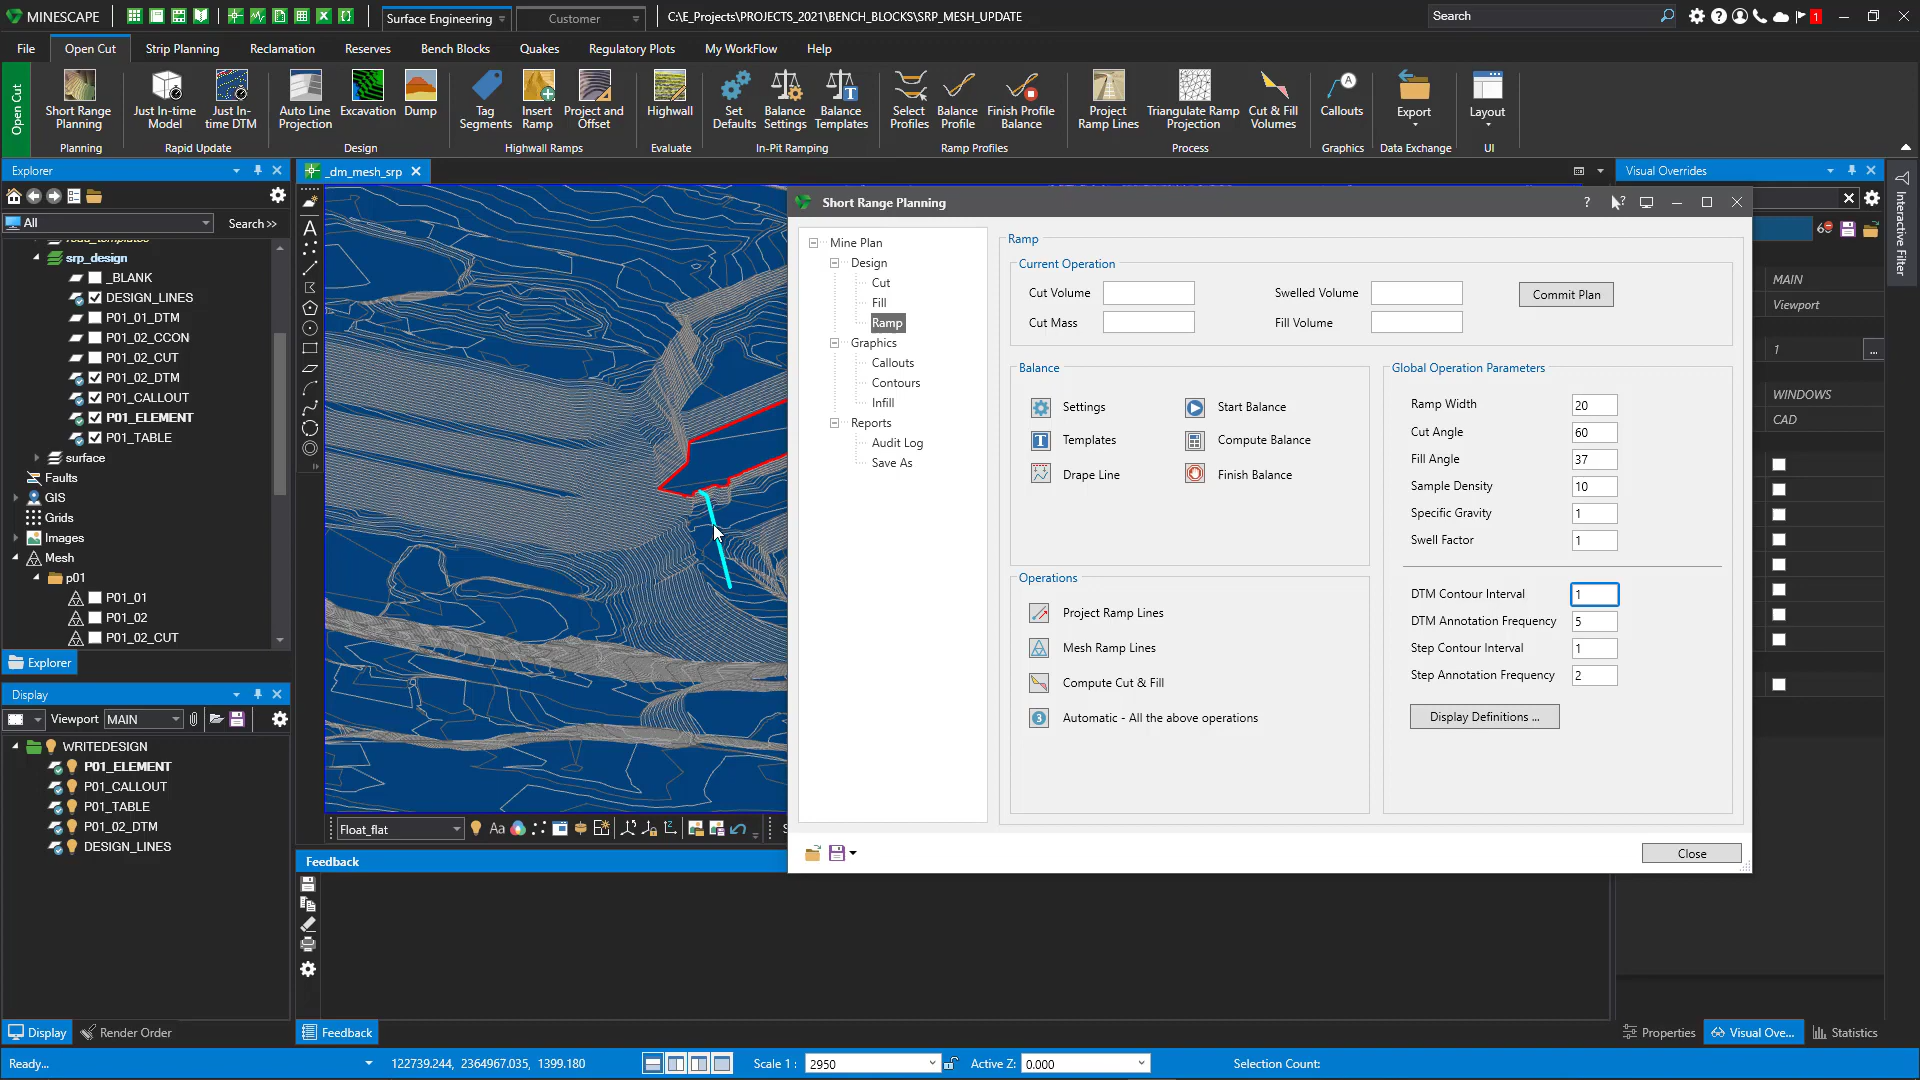 MINESCAPE
Surface Engineering
Customer
C:\E_Projects\PROJECTS_2021\BENCH_BLOCKS\SRP_MESH_UPDATE
Search
1
File
Open Cut
Strip Planning
Reclamation
Reserves
Bench Blocks
Quakes
Regulatory Plots
My WorkFlow
Help
Open Cut
Short Range Planning
Just In-time Model
Just In-time DTM
Auto Line Projection
Excavation
Dump
Tag Segments
Insert Ramp
Project and Offset
Highwall
Set Defaults
Balance Settings
Balance Templates
Select Profiles
Balance Profile
Finish Profile Balance
Project Ramp Lines
Triangulate Ramp Projection
Cut & Fill Volumes
Callouts
Export
Layout
Planning
Rapid Update
Design
Highwall Ramps
Evaluate
In-Pit Ramping
Ramp Profiles
Process
Graphics
Data Exchange
UI
Explorer
All
Search>>
srp_design
_BLANK
DESIGN_LINES
P01_01_DTM
P01_02_CCON
P01_02_CUT
P01_02_DTM
P01_CALLOUT
P01_ELEMENT
P01_TABLE
surface
Faults
GIS
Grids
Images
Mesh
p01
P01_01
P01_02
P01_02_CUT
Explorer
Display
Viewport MAIN
WRITEDESIGN
P01_ELEMENT
P01_CALLOUT
P01_TABLE
P01_02_DTM
DESIGN_LINES
Display
Render Order
_dm_mesh_srp
Float_flat
Feedback
Feedback
Short Range Planning
Mine Plan
Design
Cut
Fill
Ramp
Graphics
Callouts
Contours
Infill
Reports
Audit Log
Save As
Ramp
Current Operation
Cut Volume
Swelled Volume
Commit Plan
Cut Mass
Fill Volume
Balance
Settings
Start Balance
Templates
Compute Balance
Drape Line
Finish Balance
Operations
Project Ramp Lines
Mesh Ramp Lines
Compute Cut & Fill
Automatic - All the above operations
Global Operation Parameters
Ramp Width 20
Cut Angle 60
Fill Angle 37
Sample Density 10
Specific Gravity 1
Swell Factor 1
DTM Contour Interval 1
DTM Annotation Frequency 5
Step Contour Interval 1
Step Annotation Frequency 2
Display Definitions ...
Close
Visual Overrides
MAIN
Viewport
1
...
WINDOWS
CAD
Interactive Filter
Properties
Visual Ove...
Statistics
Ready...
122739.244, 2364967.035, 1399.180
Scale 1 : 2950
Active Z: 0.000
Selection Count: